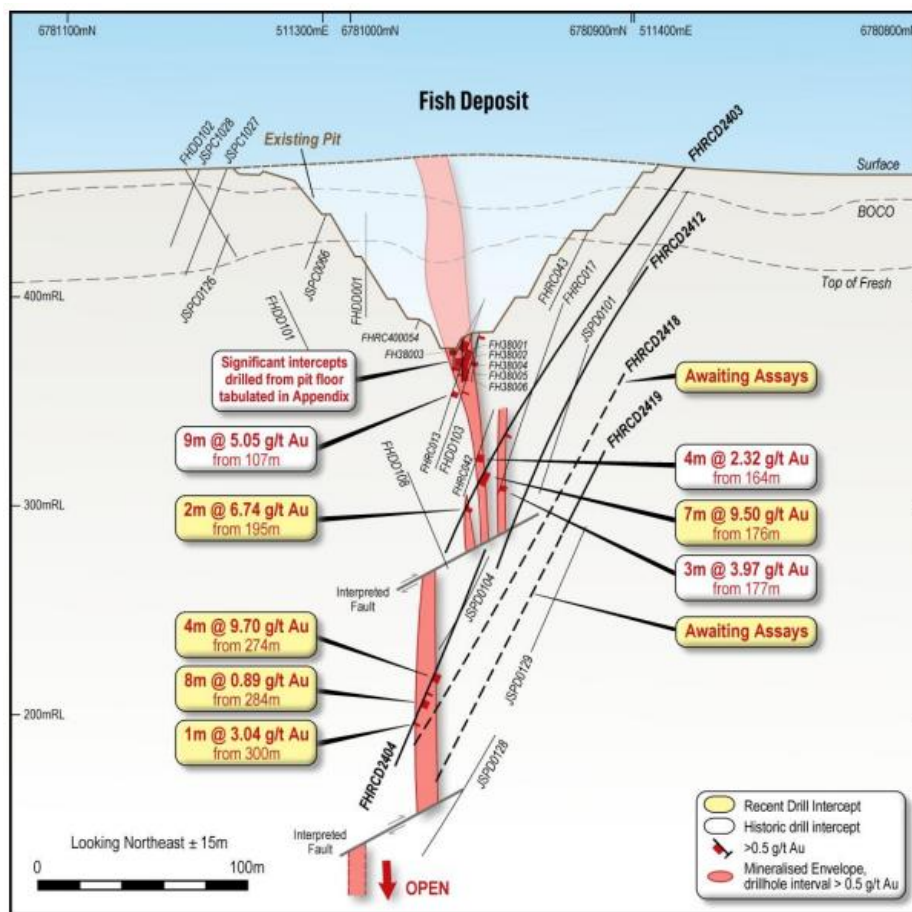 6781100mN
511300mE
6781000mN
6780900mN
511400mE
6780800mN
Fish Deposit
FHDD102
JSPC1028
JSPC1027
Existing Pit
FHRCD2403
Surface
BOCO
FHRCD2412
Top of Fresh
JSPC0126
JSPC0066
FHDD001
FHRC043
FHRC017
JSPD0101
400mRL
FHDD101
FHRC400054
FH38003
FH38001
FH38002
FH38004
FH38005
FH38006
FHRCD2418
Significant intercepts
drilled from pit floor
tabulated in Appendix
Awaiting Assays
FHRCD2419
9m @ 5.05 g/t Au
from 107m
FHRC013
FHDD103
FHRC042
FHDD108
4m @ 2.32 g/t Au
from 164m
300mRL
2m @ 6.74 g/t Au
from 195m
7m @ 9.50 g/t Au
from 176m
3m @ 3.97 g/t Au
from 177m
Interpreted
Fault
JSPD0104
4m @ 9.70 g/t Au
from 274m
Awaiting Assays
JSPD0129
8m @ 0.89 g/t Au
from 284m
200mRL
1m @ 3.04 g/t Au
from 300m
FHRCD2404
JSPD0128
Interpreted
Fault
Looking Northeast ± 15m
0
100m
OPEN
Recent Drill Intercept
Historic drill intercept
>0.5 g/t Au
Mineralised Envelope,
drillhole interval > 0.5 g/t Au